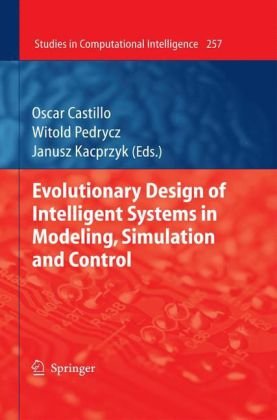 Studies in Computational Intelligence 257
Oscar Castillo
Witold Pedrycz
Janusz Kacprzyk (Eds.)
Evolutionary Design of
Intelligent Systems in
Modeling, Simulation
and Control
Springer